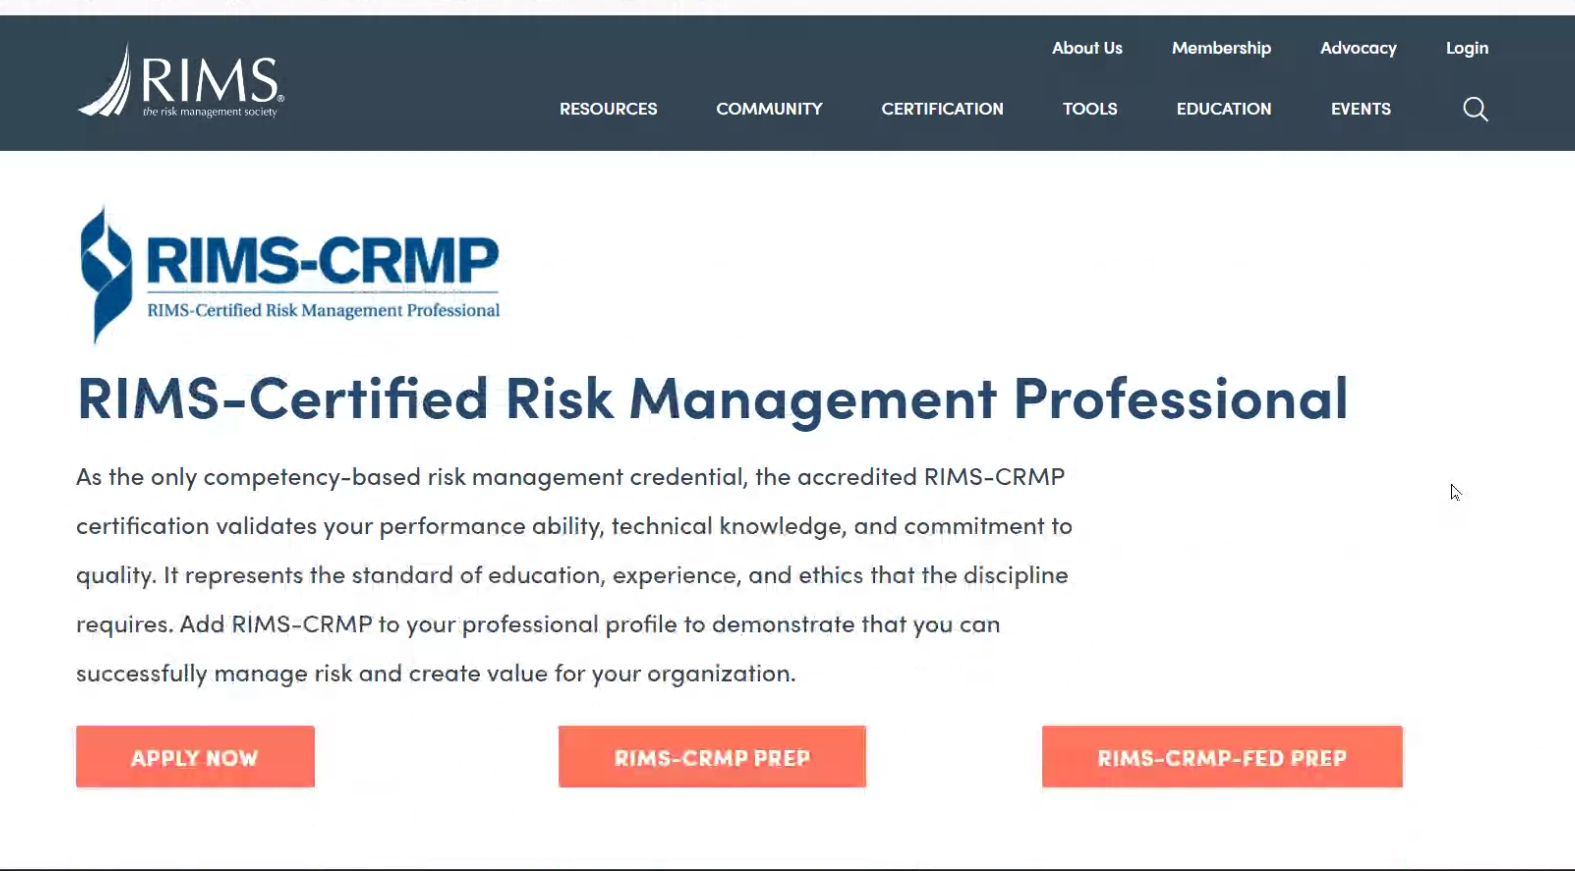 About Us Membership Advocacy Login
RIMS®
the risk management society
RESOURCES COMMUNITY CERTIFICATION TOOLS EDUCATION EVENTS
RIMS-CRMP
RIMS-Certified Risk Management Professional
RIMS-Certified Risk Management Professional
As the only competency-based risk management credential, the accredited RIMS-CRMP
certification validates your performance ability, technical knowledge, and commitment to
quality. It represents the standard of education, experience, and ethics that the discipline
requires. Add RIMS-CRMP to your professional profile to demonstrate that you can
successfully manage risk and create value for your organization.
APPLY NOW RIMS-CRMP PREP RIMS-CRMP-FED PREP